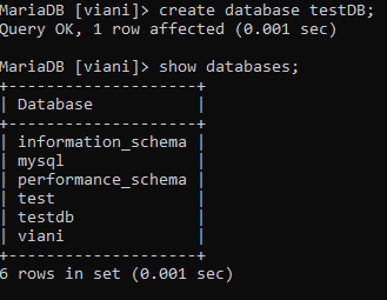 MariaDB [viani]> create database testDB;
Query OK, 1 row affected (0.001 sec)
MariaDB [viani]> show databases;
+--------------------+
| Database           |
+--------------------+
| information_schema |
| mysql              |
| performance_schema |
| test               |
| testdb             |
| viani              |
+--------------------+
6 rows in set (0.001 sec)